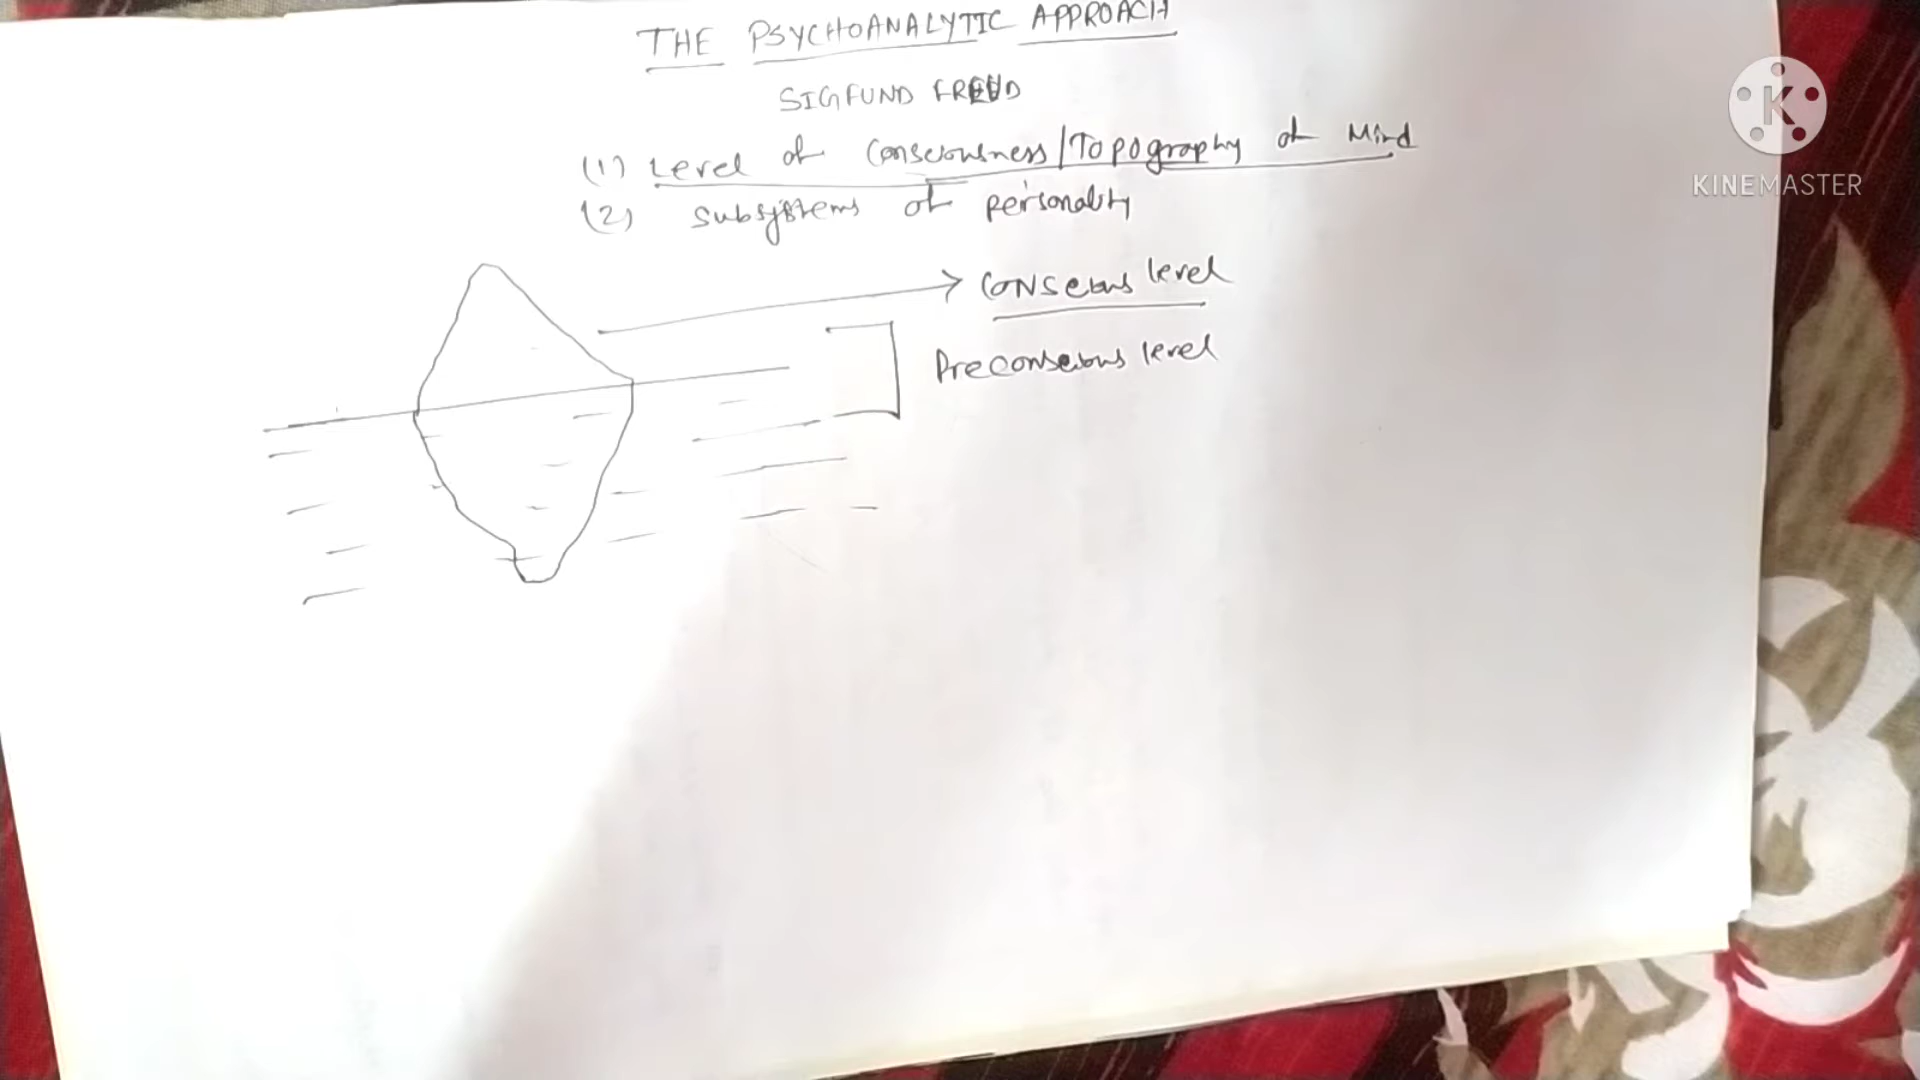 THE PSYCHOANALYTIC APPROACH
SIGFUND FREUD
(1) Level of Consciousness/Topography of Mind
(2) subsystems of personality
Conscious level
Preconscious level
K
KINEMASTER